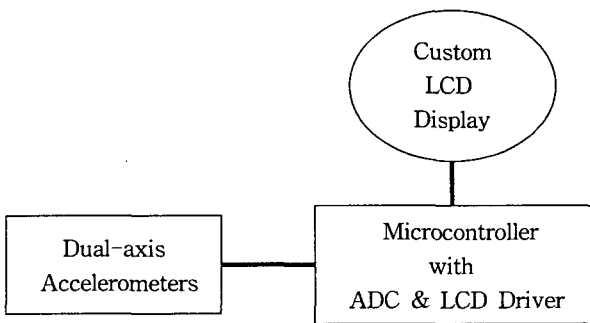 Custom
LCD
Display
Dual-axis
Accelerometers
Microcontroller
with
ADC & LCD Driver